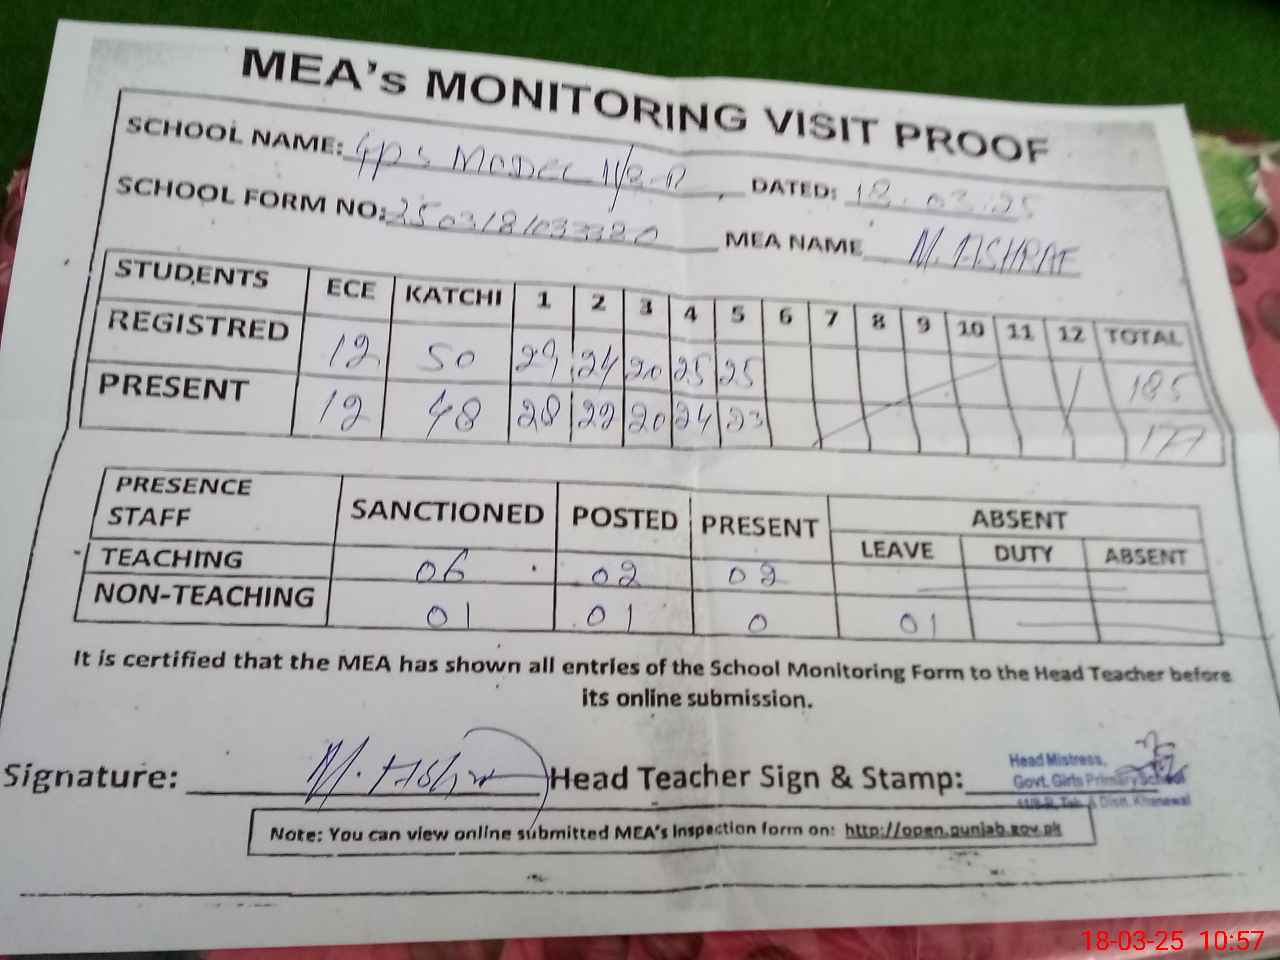 MEA's MONITORING VISIT PROOF
SCHOOL NAME: GPS MODEL 11/8-R DATED: 18.03.25
SCHOOL FORM NO: MEA NAME M. ASHRAF
STUDENTS ECE KATCHI 1 2 3 4 5 6 7 8 9 10 11 12 TOTAL
REGISTRED 12 50 29 24 20 25 25 185
PRESENT 12 48 28 22 20 24 23 177
PRESENCE STAFF SANCTIONED POSTED PRESENT ABSENT
LEAVE DUTY ABSENT
TEACHING 06 02 02
NON-TEACHING 01 01 0 01
It is certified that the MEA has shown all entries of the School Monitoring Form to the Head Teacher before
its online submission.
Signature: M. Ashraf Head Teacher Sign & Stamp:
Head Mistress,
Govt. Girls Primary School
11/8-R, Teh. & Distt. Khanewal
Note: You can view online submitted MEA's Inspection form on: http://open.punjab.gov.pk
18-03-25 10:57